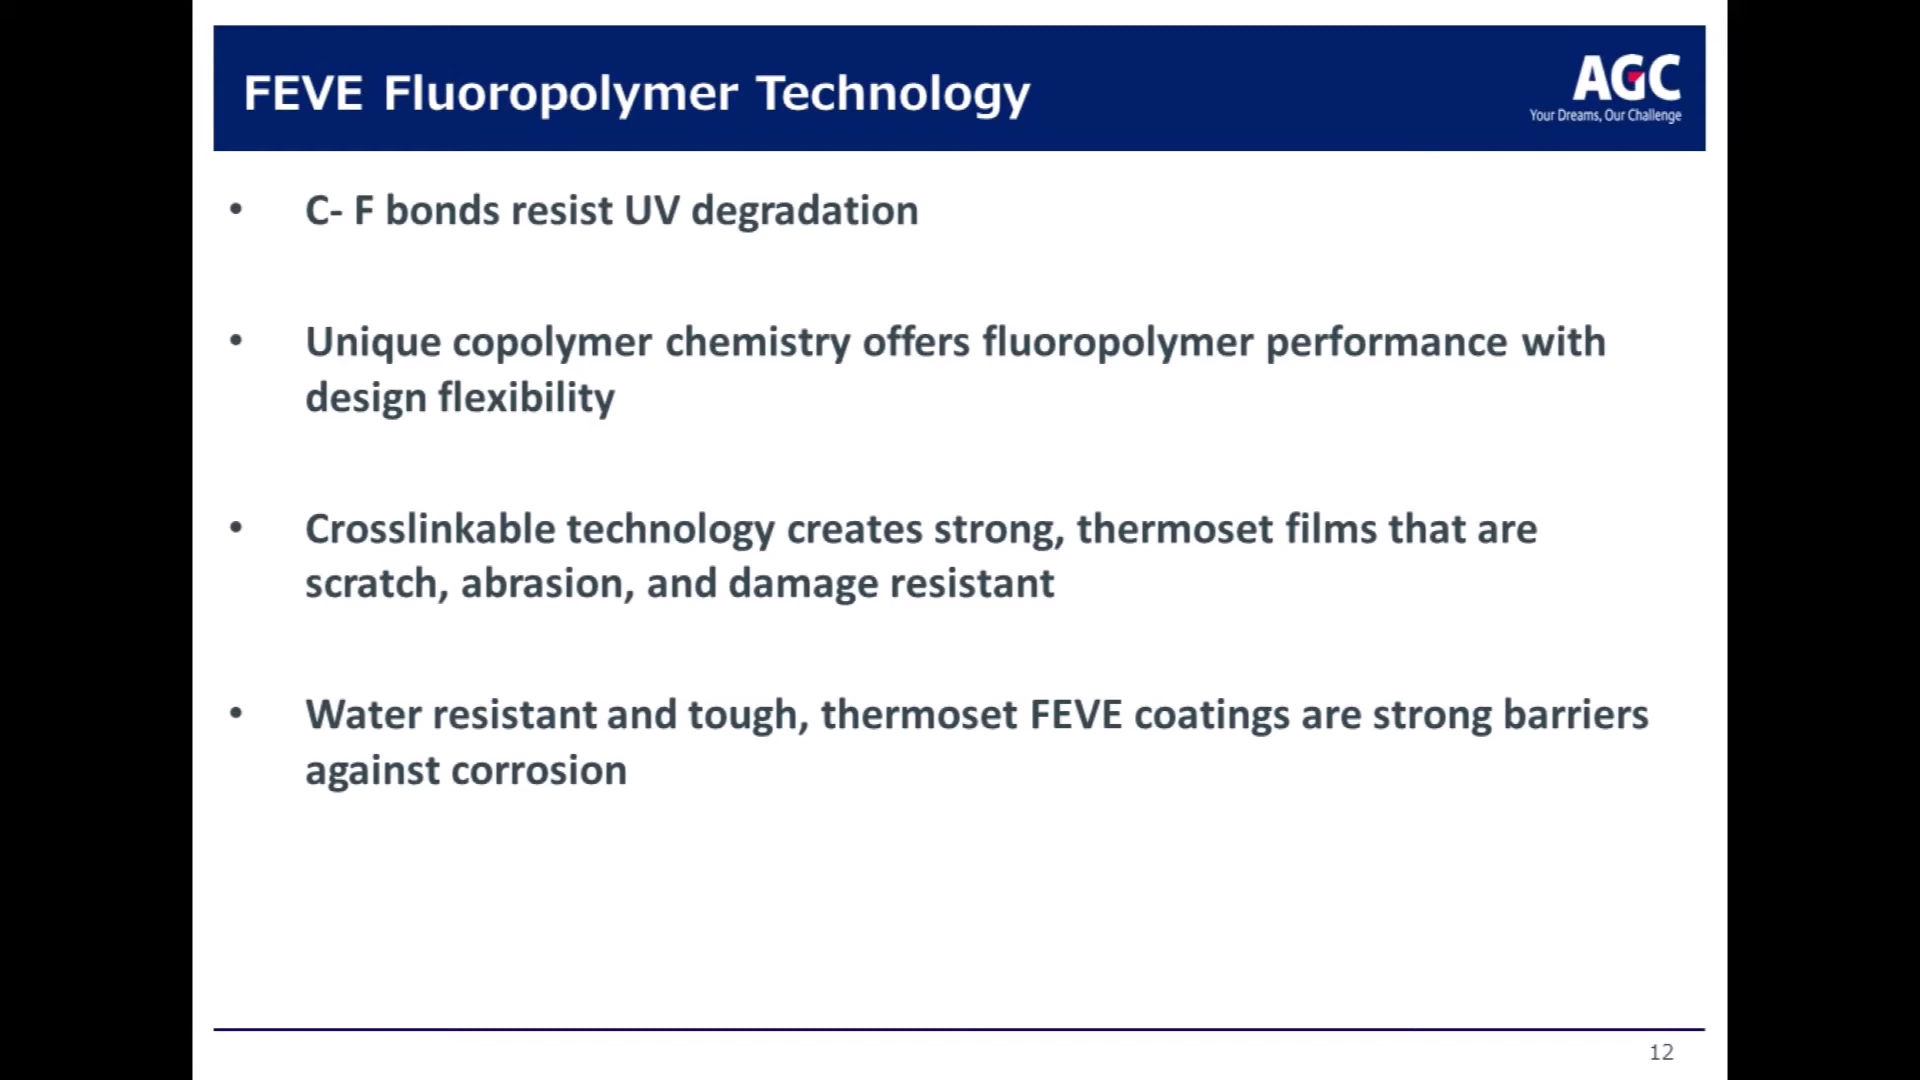 FEVE Fluoropolymer Technology
AGC
Your Dreams, Our Challenge
• C- F bonds resist UV degradation
• Unique copolymer chemistry offers fluoropolymer performance with
design flexibility
• Crosslinkable technology creates strong, thermoset films that are
scratch, abrasion, and damage resistant
• Water resistant and tough, thermoset FEVE coatings are strong barriers
against corrosion
12